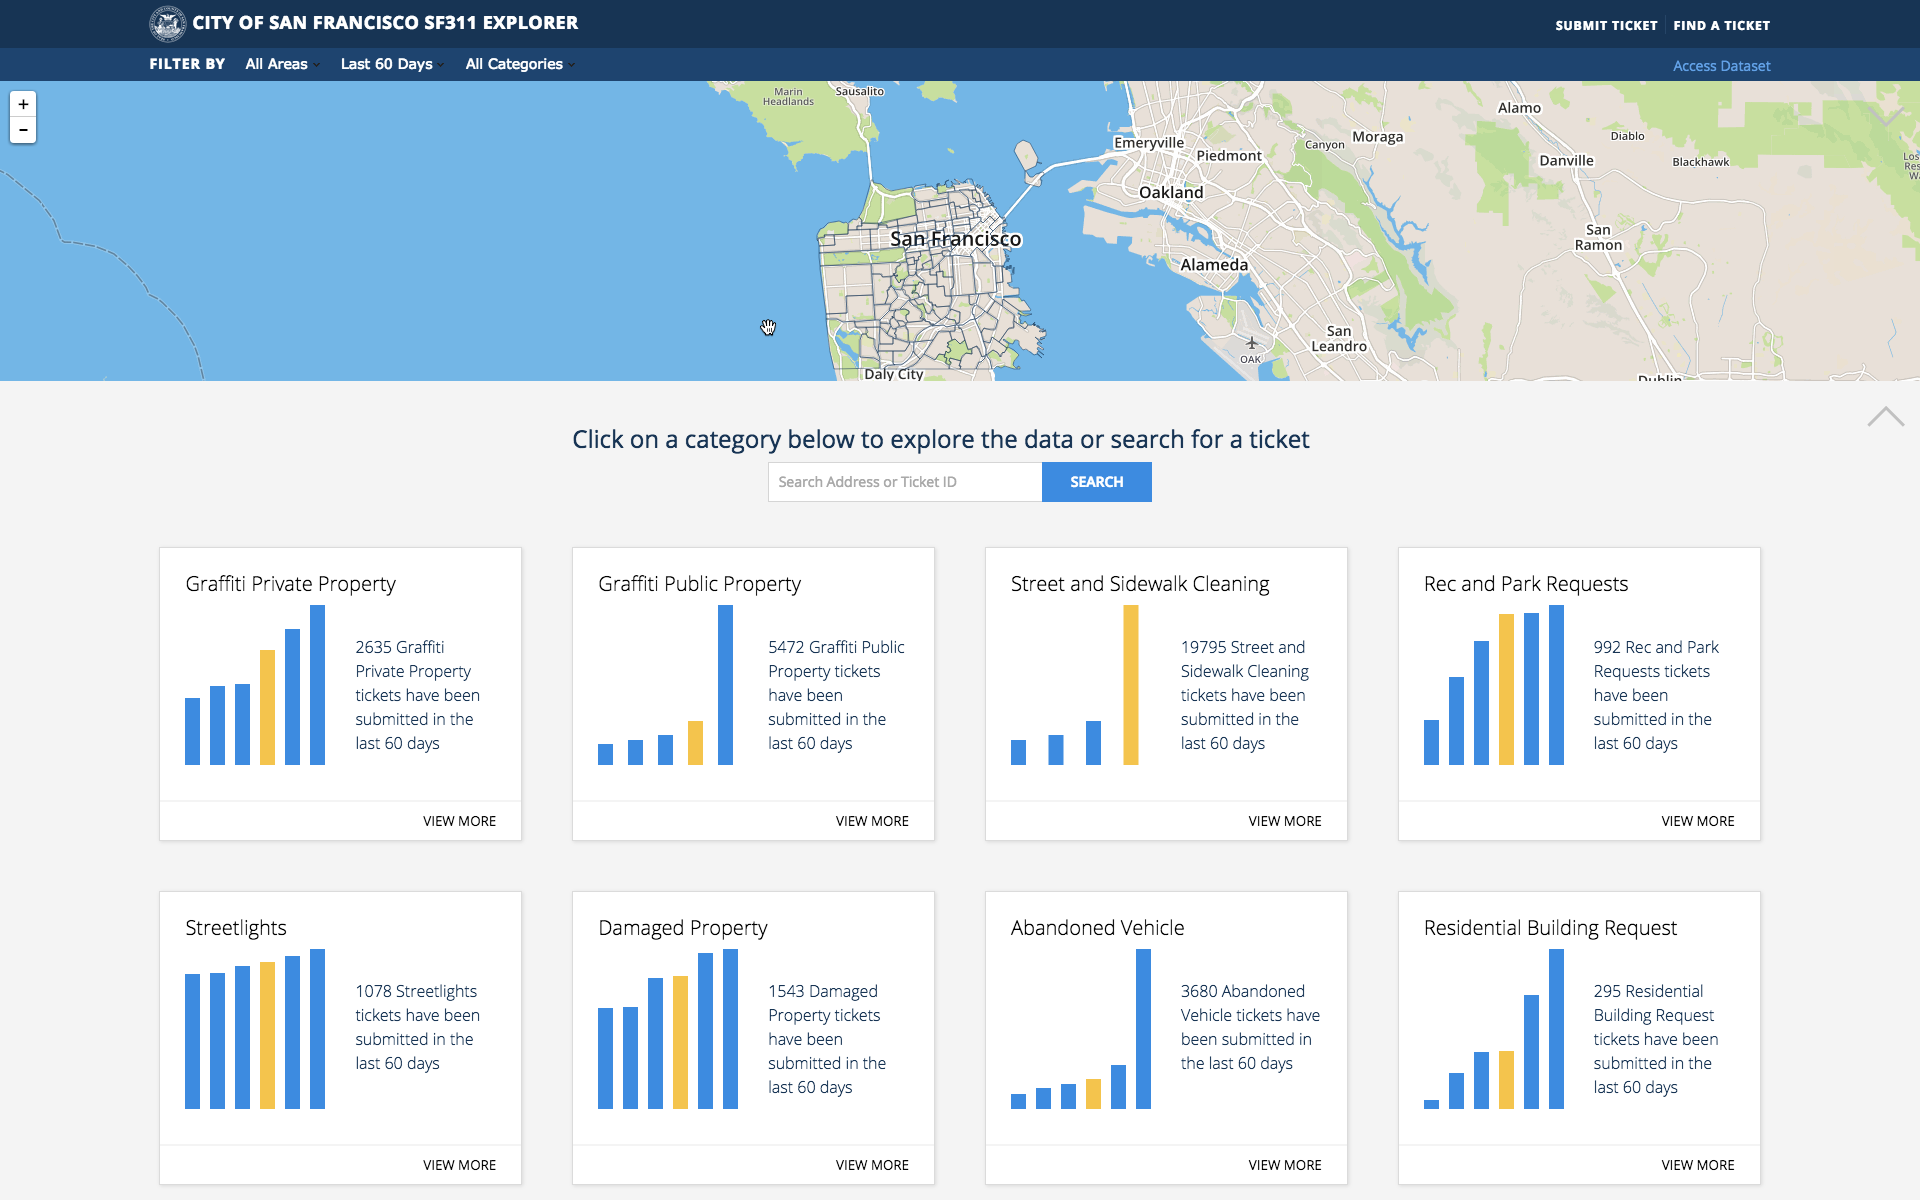 CITY OF SAN FRANCISCO SF311 EXPLORER
SUBMIT TICKET
FIND A TICKET
FILTER BY
All Areas
Last 60 Days
All Categories
Access Dataset
+
-
Marin
Headlands
Sausalito
Emeryville
Piedmont
Oakland
Alameda
San Francisco
Daly City
OAK
San
Leandro
Canyon
Moraga
Alamo
Diablo
Danville
Blackhawk
San
Ramon
Dublin
Click on a category below to explore the data or search for a ticket
Search Address or Ticket ID
SEARCH
Graffiti Private Property
2635 Graffiti
Private Property
tickets have been
submitted in the
last 60 days
VIEW MORE
Graffiti Public Property
5472 Graffiti Public
Property tickets
have been
submitted in the
last 60 days
VIEW MORE
Street and Sidewalk Cleaning
19795 Street and
Sidewalk Cleaning
tickets have been
submitted in the
last 60 days
VIEW MORE
Rec and Park Requests
992 Rec and Park
Requests tickets
have been
submitted in the
last 60 days
VIEW MORE
Streetlights
1078 Streetlights
tickets have been
submitted in the
last 60 days
VIEW MORE
Damaged Property
1543 Damaged
Property tickets
have been
submitted in the
last 60 days
VIEW MORE
Abandoned Vehicle
3680 Abandoned
Vehicle tickets have
been submitted in
the last 60 days
VIEW MORE
Residential Building Request
295 Residential
Building Request
tickets have been
submitted in the
last 60 days
VIEW MORE